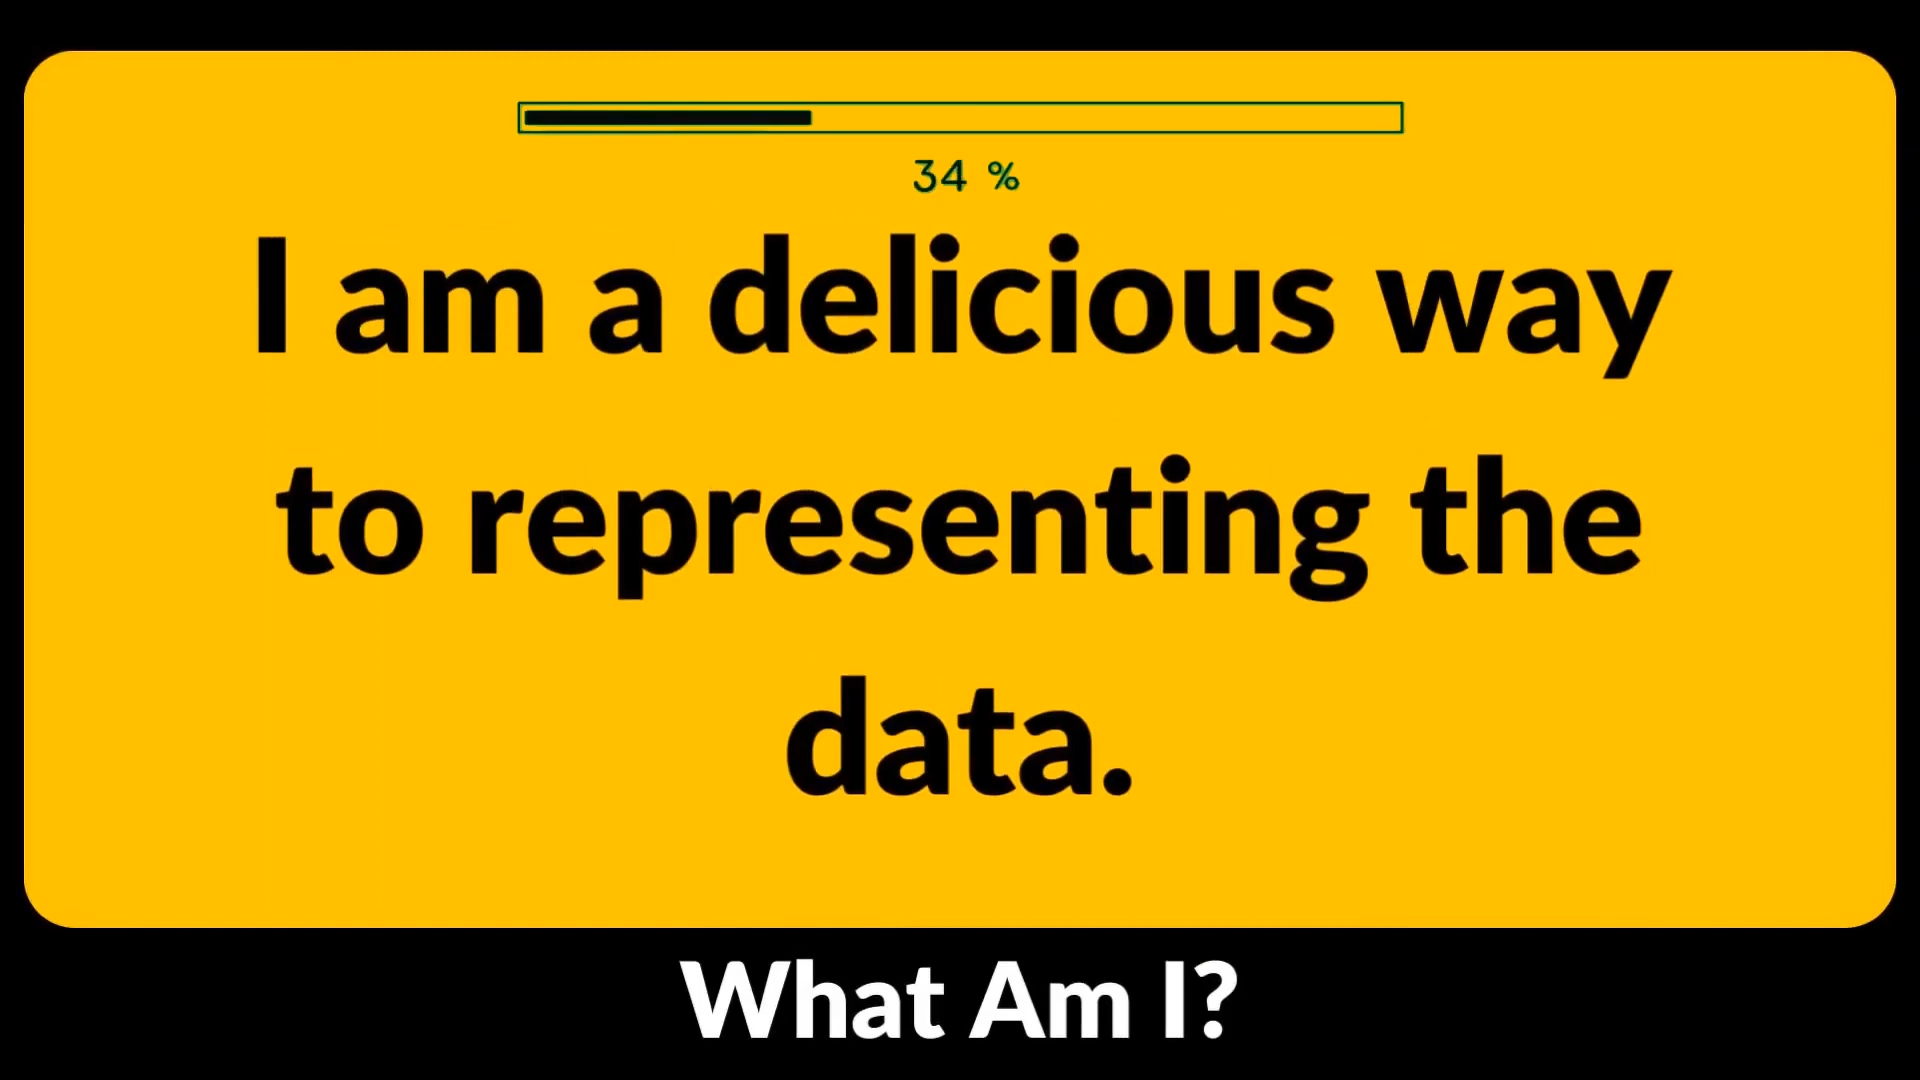 34 %
I am a delicious way
to representing the
data.
What Am I?